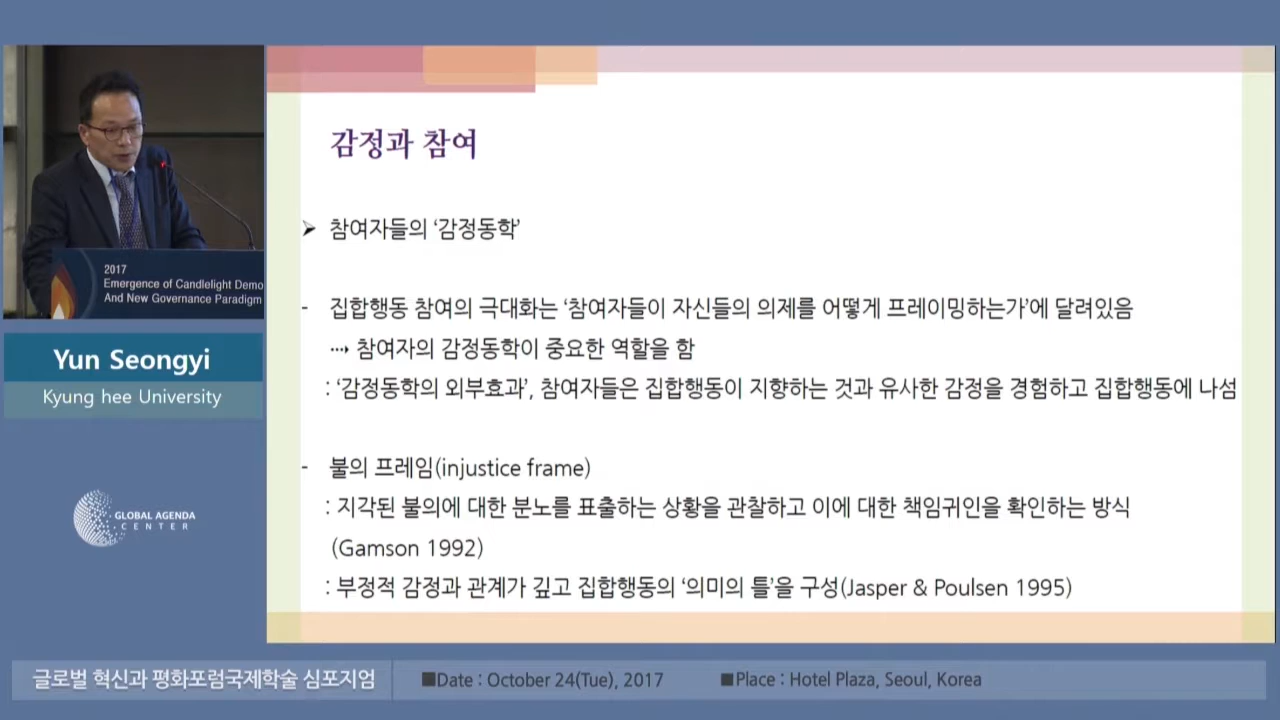 감정과 참여
참여자들의 ‘감정동학’
- 집합행동 참여의 극대화는 ‘참여자들이 자신들의 의제를 어떻게 프레이밍하는가’에 달려있음
⤑ 참여자의 감정동학이 중요한 역할을 함
: ‘감정동학의 외부효과’, 참여자들은 집합행동이 지향하는 것과 유사한 감정을 경험하고 집합행동에 나섬
- 불의 프레임(injustice frame)
: 지각된 불의에 대한 분노를 표출하는 상황을 관찰하고 이에 대한 책임귀인을 확인하는 방식
(Gamson 1992)
: 부정적 감정과 관계가 깊고 집합행동의 ‘의미의 틀’을 구성(Jasper & Poulsen 1995)
2017
Emergence of Candlelight Demo
And New Governance Paradigm
Yun Seongyi
Kyung hee University
GLOBAL AGENDA
CENTER
글로벌 혁신과 평화포럼국제학술 심포지엄
■Date : October 24(Tue), 2017
■Place : Hotel Plaza, Seoul, Korea